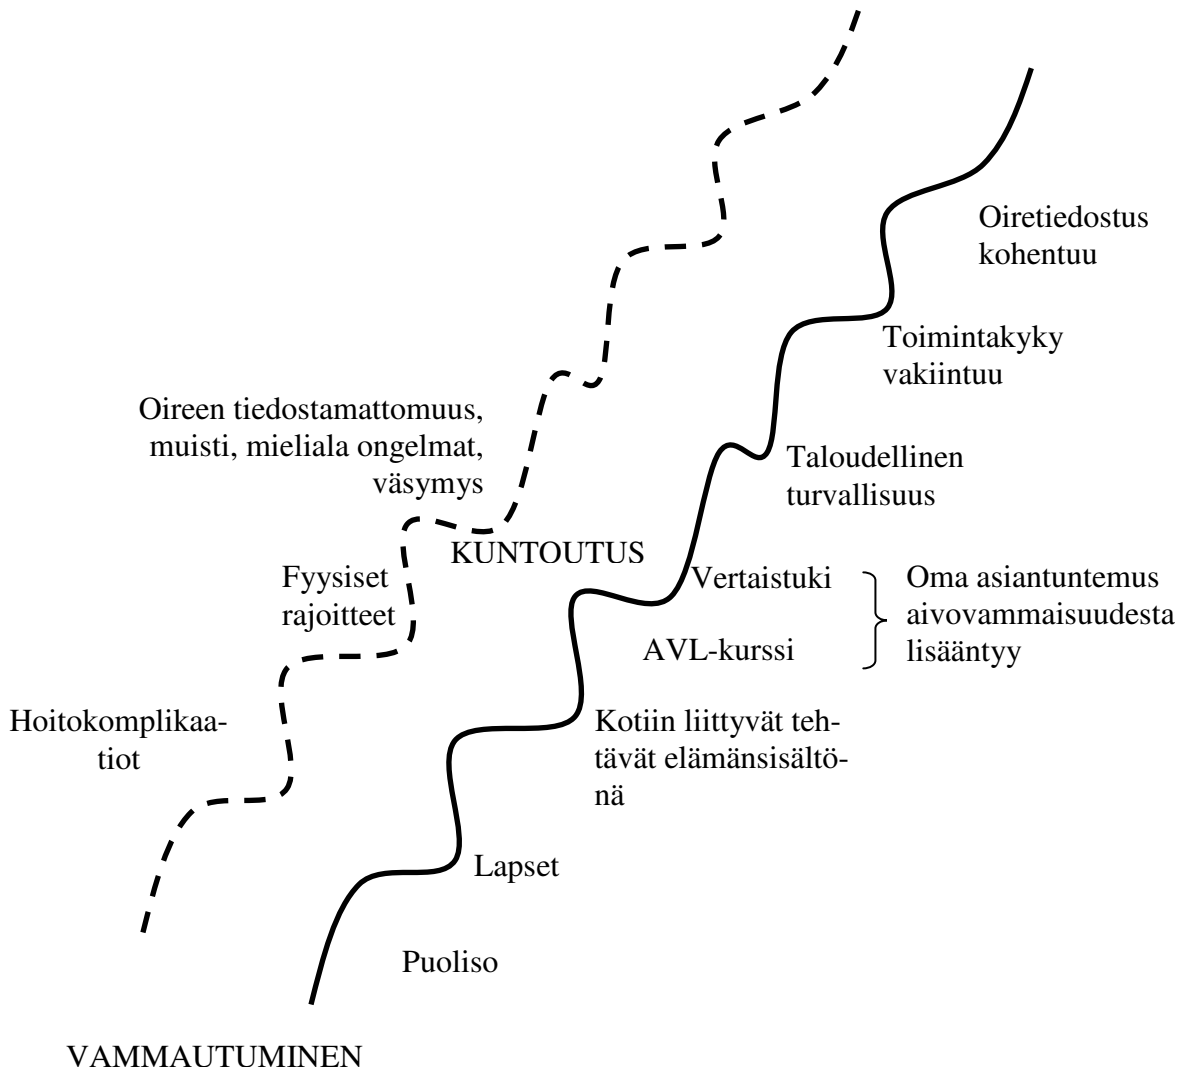 Oiretiedostus
kohentuu
Toimintakyky
vakiintuu
Oireen tiedostamattomuus,
muisti, mieliala ongelmat,
väsymys
Taloudellinen
turvallisuus
KUNTOUTUS
Fyysiset
rajoitteet
Vertaistuki
AVL-kurssi
Oma asiantuntemus
aivovammaisuudesta
lisääntyy
Hoitokomplikaa-
tiot
Kotiin liittyvät teh-
tävät elämänsisältö-
nä
Lapset
Puoliso
VAMMAUTUMINEN